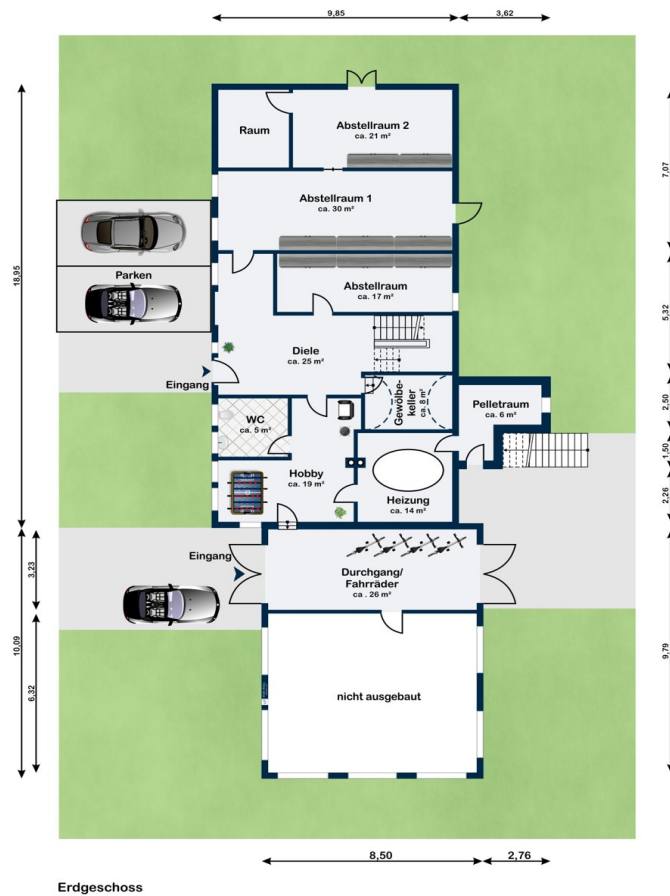 9,85
3,62
Raum
Abstellraum 2
ca. 21 m²
7,07
Abstellraum 1
ca. 30 m²
18,95
Parken
Abstellraum
ca. 17 m²
5,32
Diele
ca. 25 m²
Eingang
Gewölbe-
keller
ca. 8 m²
Pelletraum
ca. 6 m²
2,50
WC
ca. 5 m²
1,50
Hobby
ca. 19 m²
Heizung
ca. 14 m²
2,26
Eingang
3,23
Durchgang/
Fahrräder
ca . 26 m²
10,09
6,32
9,79
nicht ausgebaut
8,50
2,76
Erdgeschoss